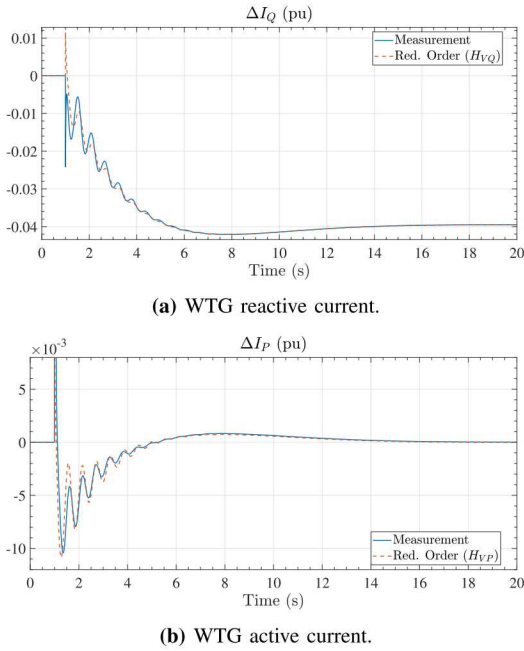 ΔI_Q (pu)
0.01
0
-0.01
-0.02
-0.03
-0.04
0 2 4 6 8 10 12 14 16 18 20
Time (s)
Measurement
Red. Order (H_VQ)
(a) WTG reactive current.
ΔI_P (pu)
×10⁻³
5
0
-5
-10
0 2 4 6 8 10 12 14 16 18 20
Time (s)
Measurement
Red. Order (H_VP)
(b) WTG active current.